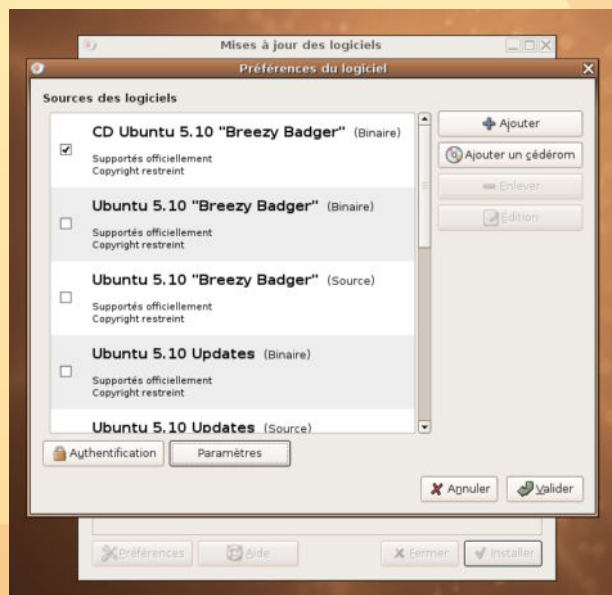 Mises à jour des logiciels
Préférences du logiciel
Sources des logiciels
CD Ubuntu 5.10 "Breezy Badger" (Binaire)
Supportés officiellement
Copyright restreint
Ubuntu 5.10 "Breezy Badger" (Binaire)
Supportés officiellement
Copyright restreint
Ubuntu 5.10 "Breezy Badger" (Source)
Supportés officiellement
Copyright restreint
Ubuntu 5.10 Updates (Binaire)
Supportés officiellement
Copyright restreint
Ubuntu 5.10 Updates (Source)
Ajouter
Ajouter un cédérom
Enlever
Édition
Authentification
Paramètres
Annuler
Valider
Préférences
Aide
Fermer
Installer